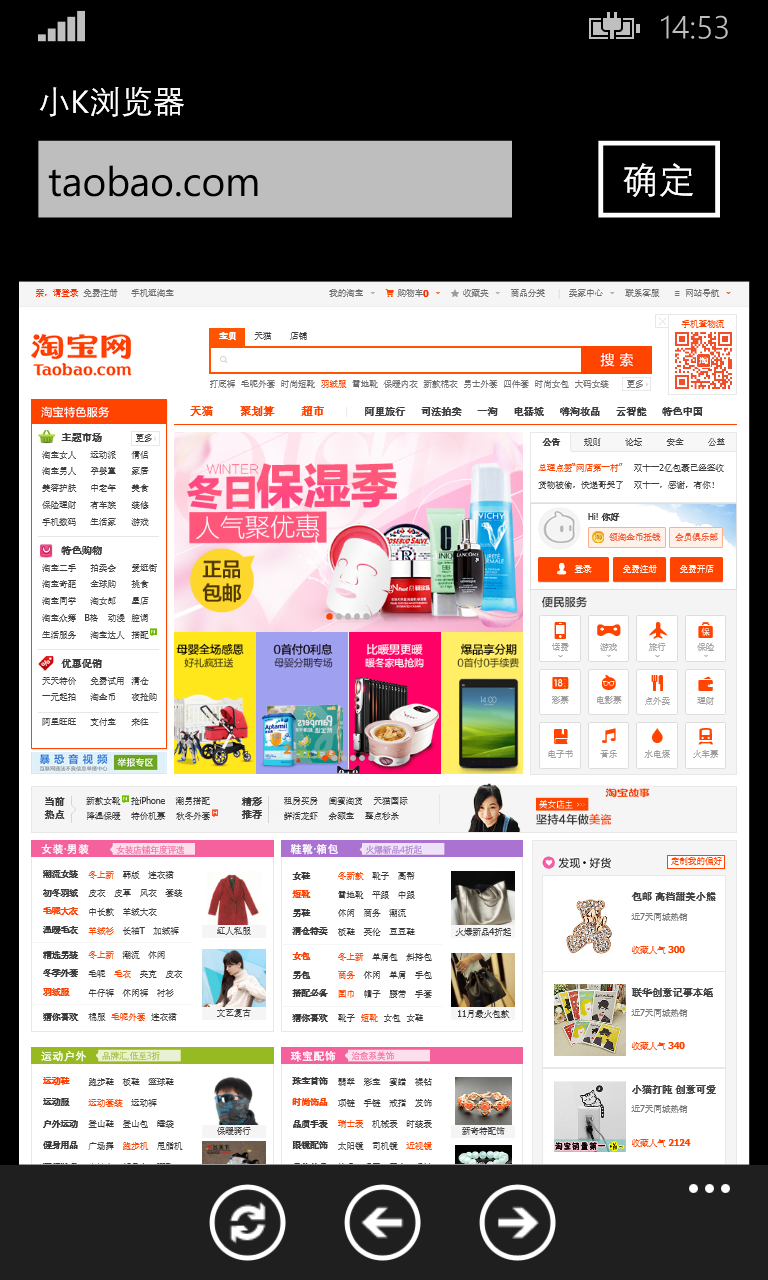 14:53
小K浏览器
taobao.com
确定
亲，请登录 免费注册 手机逛淘宝
我的淘宝 购物车0 收藏夹 商品分类 卖家中心 联系客服 网站导航
宝贝 天猫 店铺
手机查物流
淘宝网
Taobao.com
搜索
打底裤 毛呢外套 时尚短靴 羽绒服 雪地靴 保暖内衣 新款棉衣 男士外套 四件套 时尚女包 大码女装 更多
淘宝特色服务
天猫 聚划算 超市 阿里旅行 司法拍卖 一淘 电器城 嗨淘妆品 云智能 特色中国
主题市场 更多
淘宝女人 运动派 情侣
淘宝男人 孕婴童 家居
美容护肤 中老年 美食
保险理财 有车族 装修
手机数码 生活家 游戏
特色购物
淘宝二手 拍卖会 爱逛街
淘宝奇葩 全球购 挑食
淘宝同学 淘女郎 星店
淘宝众筹 B格 动漫 腔调
生活服务 淘宝达人 搭配
优惠促销
天天特价 免费试用 清仓
一元起拍 淘金币 夜抢购
阿里旺旺 支付宝 来往
暴恐音视频
互联网违法不良信息举报中心
举报专区
WINTER
冬日保湿季
人气聚优惠
正品
包邮
VICHY
LANCÔME
母婴全场感恩
好礼疯狂送
0首付0利息
母婴分期专场
比暖男更暖
暖冬家电抢购
爆品享分期
0首付0手续费
Aptamil
Pampers
公告 规则 论坛 安全 公益
总理点赞“网店第一村” 双十一2亿包裹已经签收
货物被偷，快递哥哭了 双十一，感谢，有你！
Hi! 你好
领淘金币抵钱 会员俱乐部
登录 免费注册 免费开店
便民服务
话费 游戏 旅行 保险
彩票 电影票 点外卖 理财
电子书 音乐 水电煤 火车票
当前
热点
新款女靴 抢iPhone 潮男搭配
降温保暖 特价机票 秋冬外套
精彩
推荐
租房买房 闺蜜淘货 天猫国际
鲜活龙虾 余额宝 整点秒杀
淘宝故事
美女店主
坚持4年做美瓷
女装·男装 女装店铺年度评选
潮流女装 冬上新 韩版 连衣裙
初冬羽绒 皮衣 皮草 风衣 套装
毛呢大衣 中长款 羊绒大衣
温暖毛衣 羊绒衫 长袖T 加绒裤
红人私服
精选男装 冬上新 潮流 休闲
冬季外套 毛呢 毛衣 夹克 皮衣
羽绒服 牛仔裤 休闲裤 衬衫
猜你喜欢 棉服 毛呢外套 连衣裙
文艺复古
鞋靴·箱包 火爆新品4折起
女鞋 冬新款 靴子 高帮
短靴 雪地靴 平跟 中跟
男鞋 休闲 商务 潮流
清仓特卖 板鞋 英伦 豆豆鞋
火爆新品4折起
女包 冬上新 单肩包 斜挎包
男包 商务 休闲 单肩 手包
搭配必备 围巾 帽子 腰带 手套
猜你喜欢 靴子 短靴 女包 女鞋
11月最火包款
发现·好货 定制我的偏好
包邮 高档甜美小熊
近7天同城热销
收藏人气 300
联华创意记事本纸
近7天同城热销
收藏人气 340
小猫打盹 创意可爱
近7天同城热销
收藏人气 2124
淘宝销量第一
运动户外 品牌汇,低至3折
运动鞋 跑步鞋 板鞋 篮球鞋
运动服 运动套装 运动裤
户外运动 登山鞋 登山包 睡袋
健身用品 广场舞 跑步机 甩脂机
保暖骑行
珠宝配饰 治愈系美饰
珠宝首饰 翡翠 彩宝 蜜蜡 裸钻
时尚饰品 项链 手链 戒指 发饰
品质手表 瑞士表 机械表 时装表
眼镜配饰 太阳镜 司机镜 近视镜
新奇特配饰